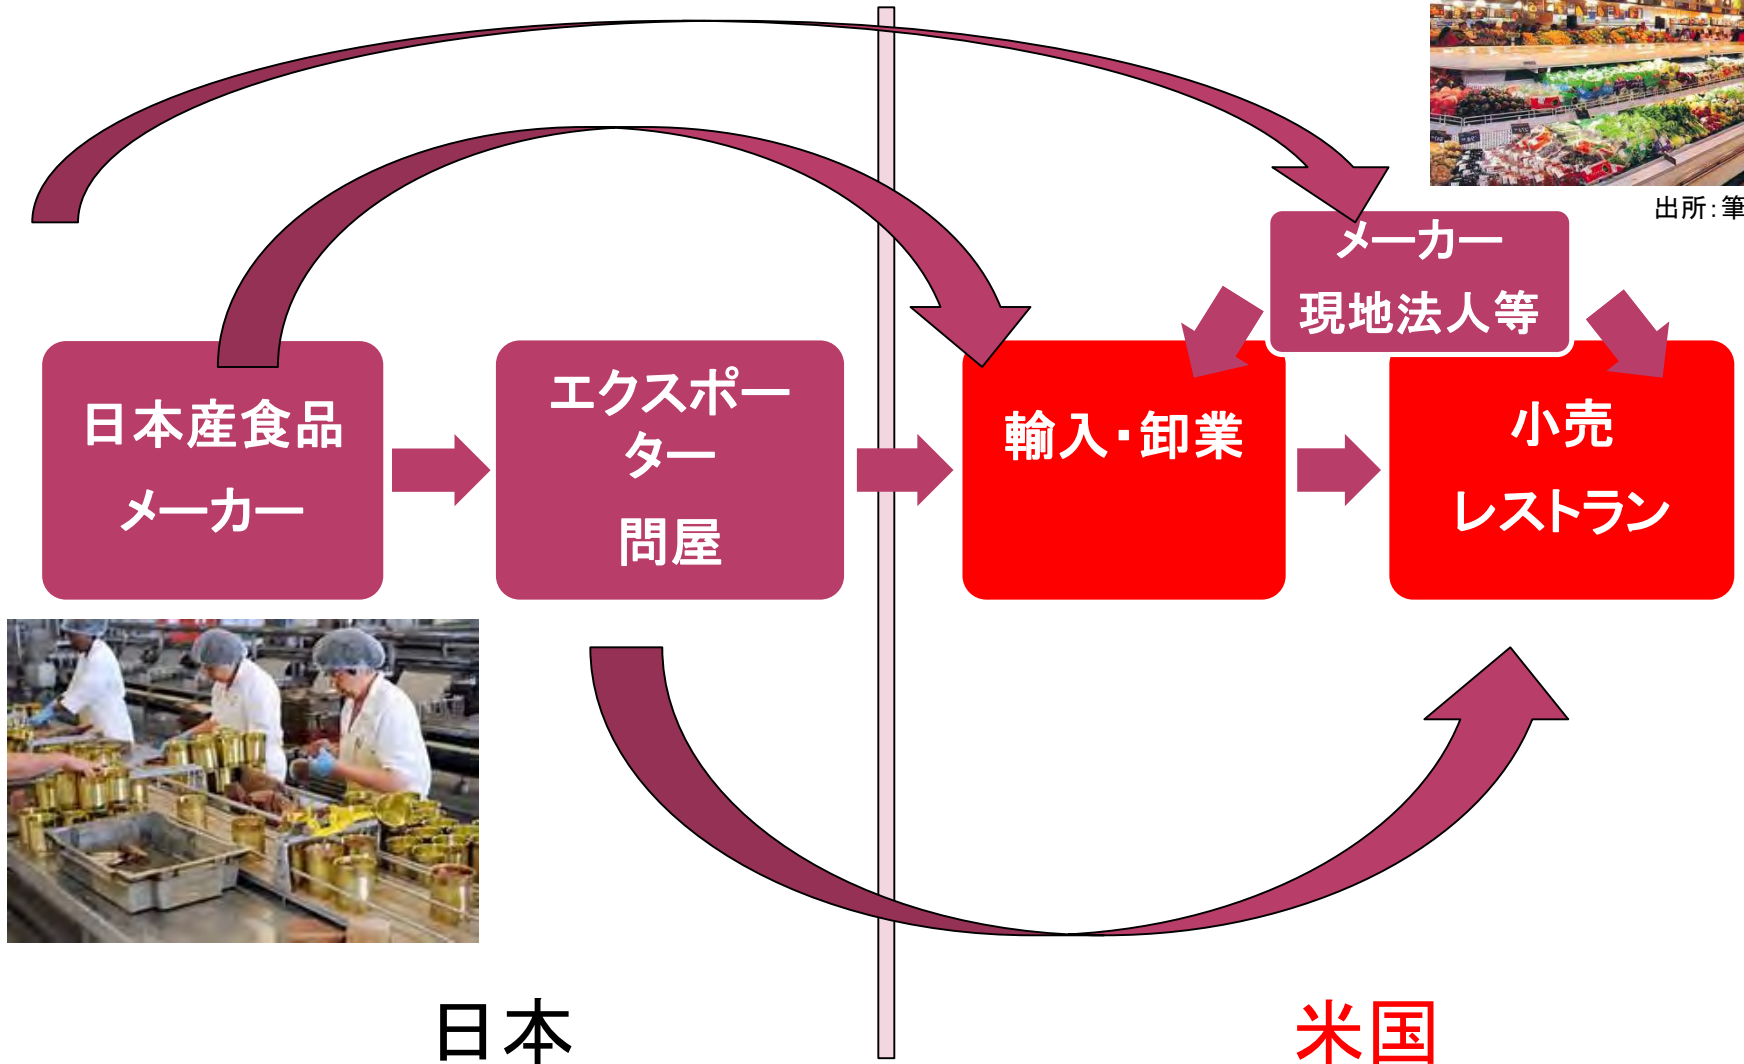 出所：筆
メーカー
現地法人等
日本産食品
メーカー
エクスポー
ター
問屋
輸入・卸業
小売
レストラン
日本
米国